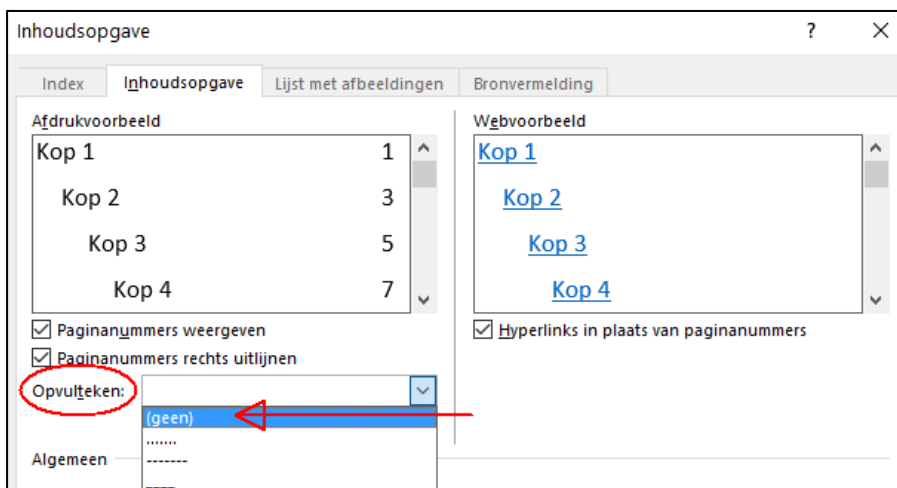 Inhoudsopgave ?
Index Inhoudsopgave Lijst met afbeeldingen Bronvermelding
Afdrukvoorbeeld
Kop 1 1
Kop 2 3
Kop 3 5
Kop 4 7
Webvoorbeeld
Kop 1
Kop 2
Kop 3
Kop 4
Paginanummers weergeven
Paginanummers rechts uitlijnen
Hyperlinks in plaats van paginanummers
Opvulteken:
(geen)
.......
-------
Algemeen